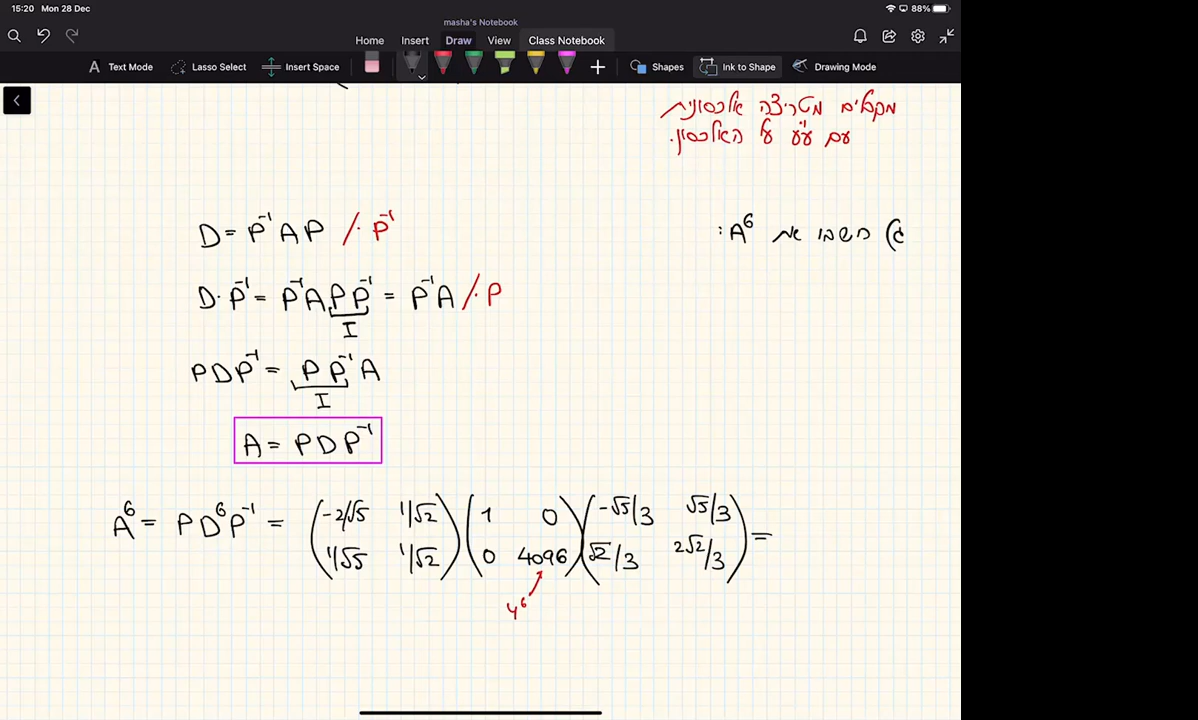 15:20 Mon 28 Dec
88%
masha's Notebook
Home Insert Draw View Class Notebook
Text Mode Lasso Select Insert Space Shapes Ink to Shape Drawing Mode
מקבלים מטריצה אלכסונית
עם ע"ע על האלכסון.
ג) חשבו את A⁶:
D = P⁻¹AP /· P⁻¹
D·P⁻¹ = P⁻¹APP⁻¹ = P⁻¹A /· P
I
PDP⁻¹ = PP⁻¹A
I
A = PDP⁻¹
A⁶ = PD⁶P⁻¹ = (-2/√5 1/√2) (1 0) (-√5/3 √5/3) =
(1/√5 1/√2) (0 4096) (√2/3 2√2/3)
4⁶